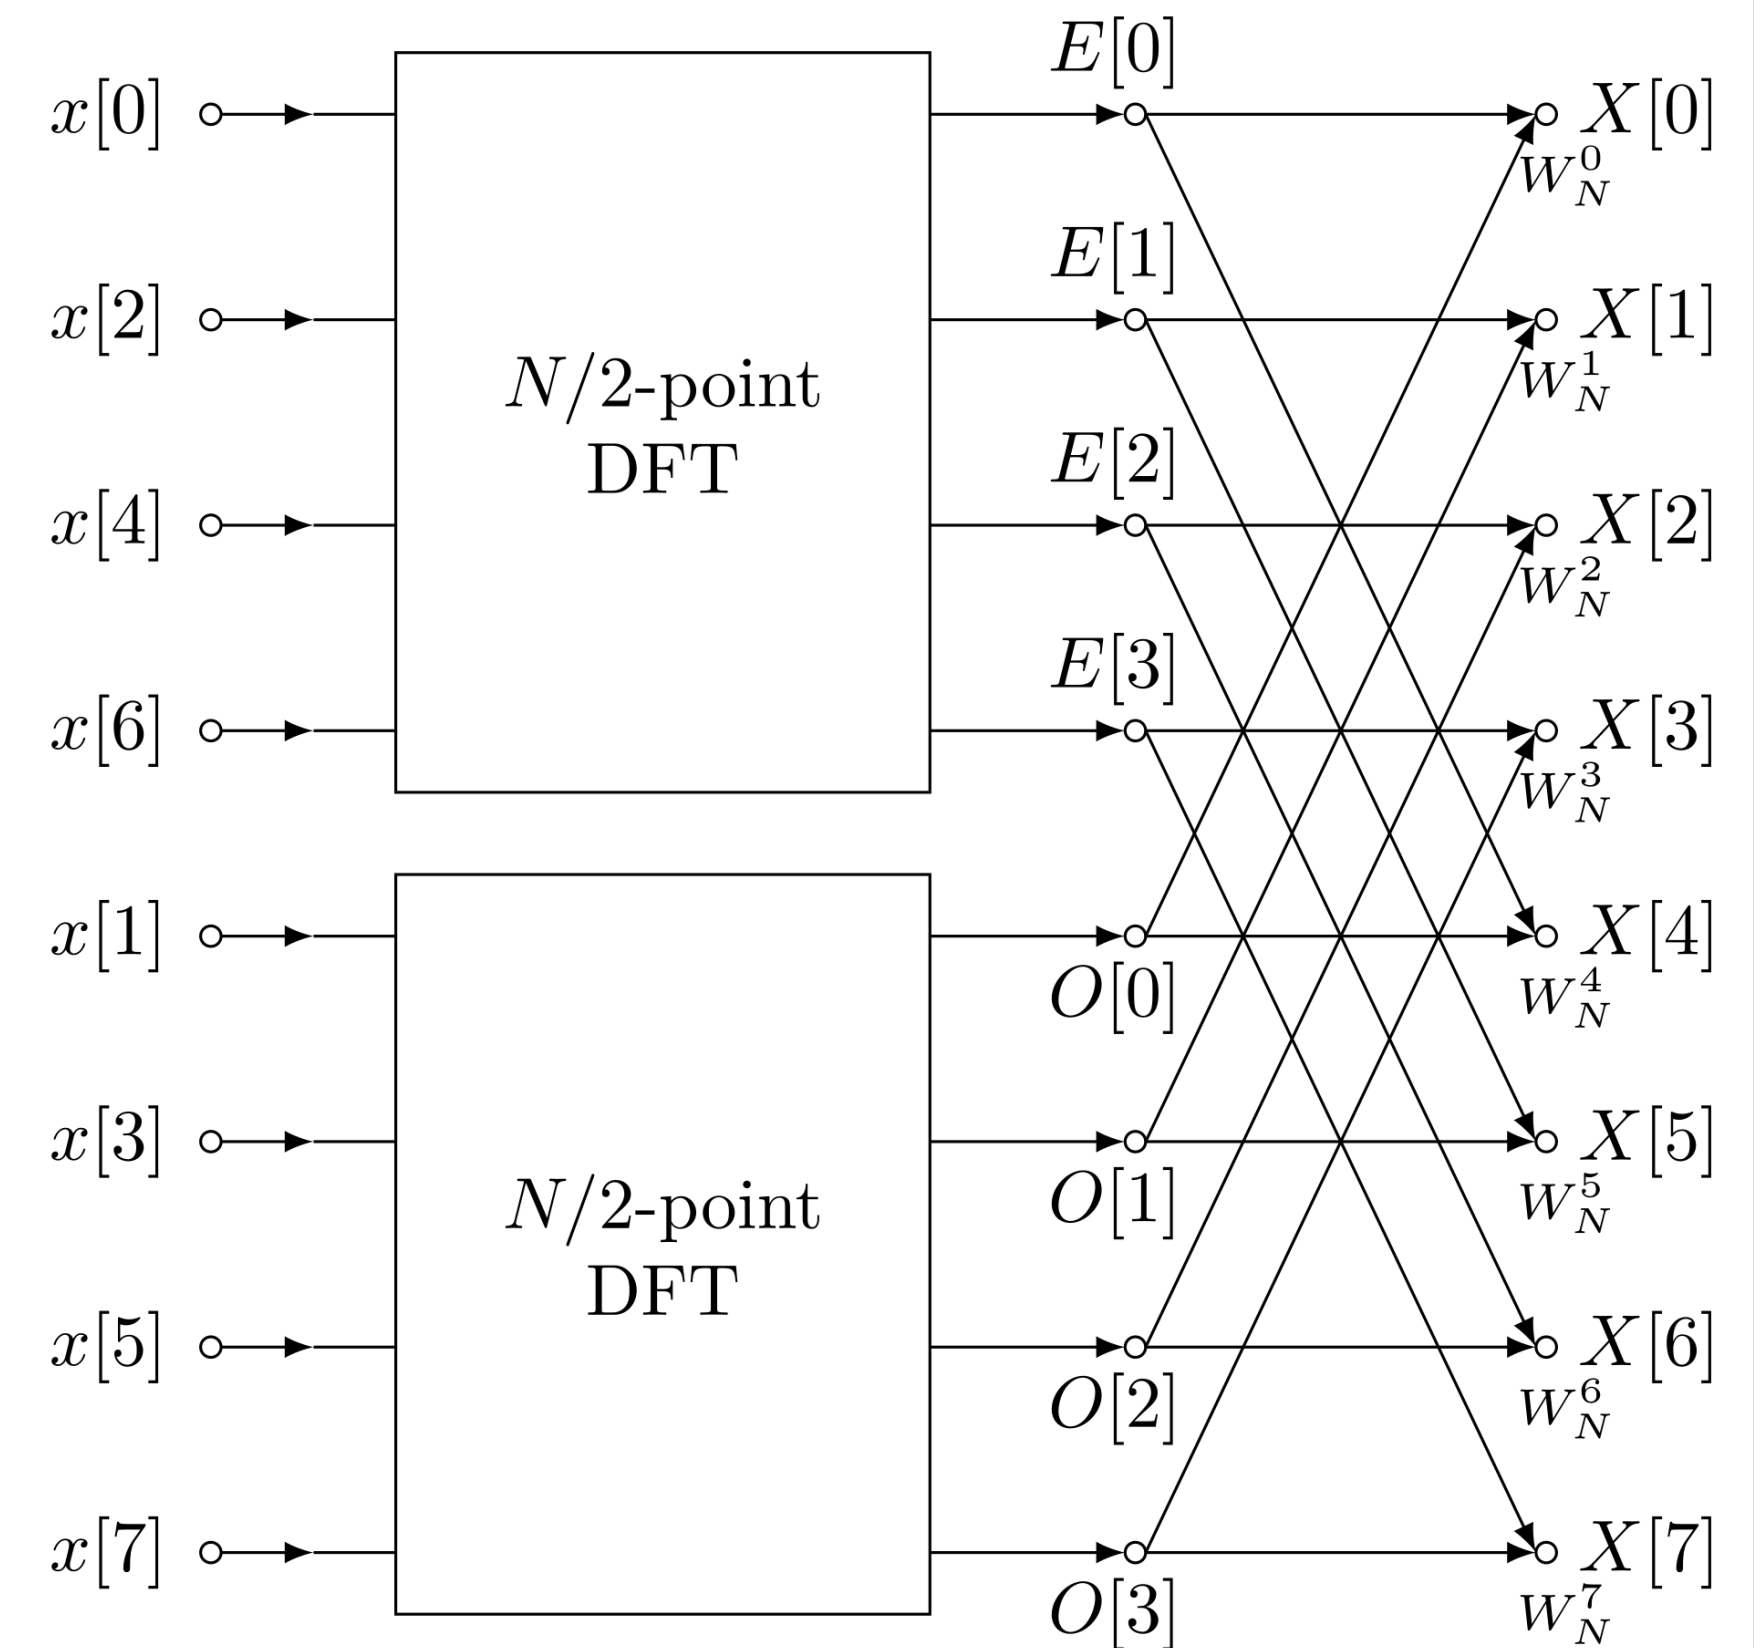 E[0]
x[0]
X[0]
W_N^0
E[1]
x[2]
X[1]
W_N^1
N/2-point
DFT
E[2]
x[4]
X[2]
W_N^2
E[3]
x[6]
X[3]
W_N^3
x[1]
X[4]
O[0]
W_N^4
x[3]
X[5]
O[1]
W_N^5
N/2-point
DFT
x[5]
X[6]
O[2]
W_N^6
x[7]
X[7]
O[3]
W_N^7